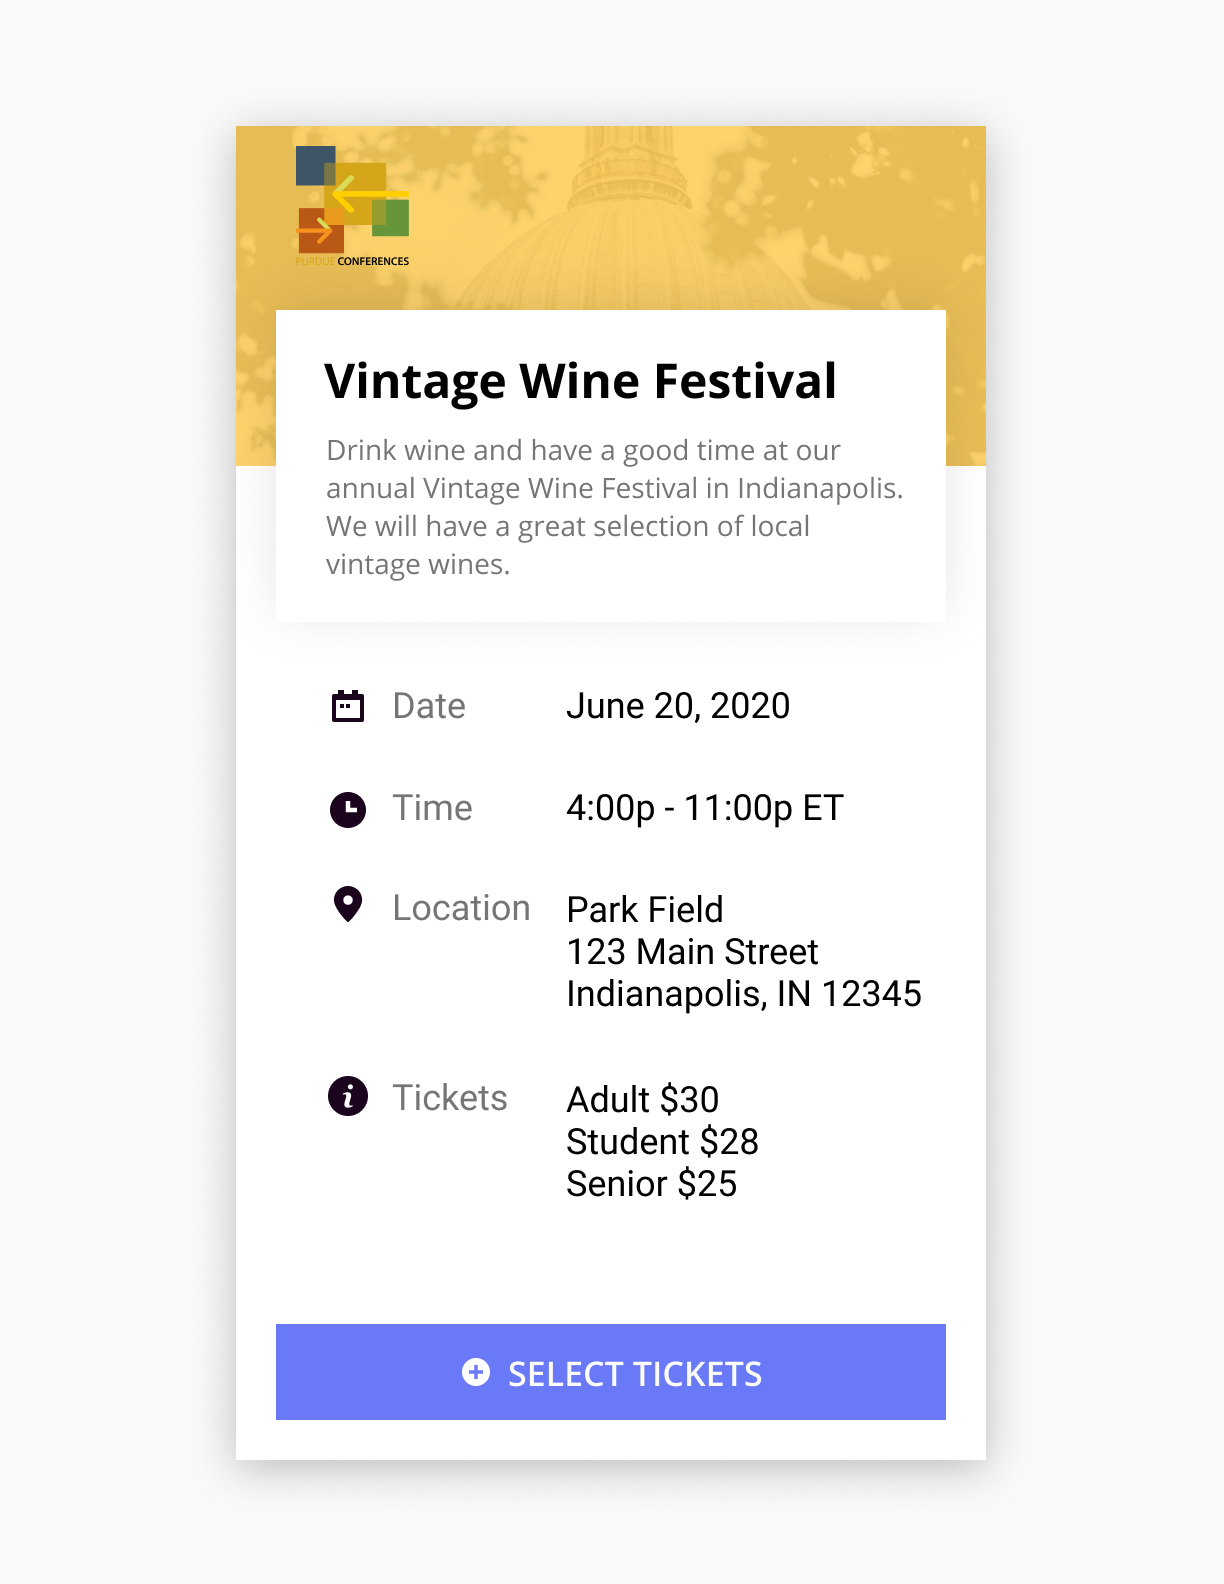 PURDUE CONFERENCES
Vintage Wine Festival
Drink wine and have a good time at our
annual Vintage Wine Festival in Indianapolis.
We will have a great selection of local
vintage wines.
Date June 20, 2020
Time 4:00p - 11:00p ET
Location Park Field
123 Main Street
Indianapolis, IN 12345
Tickets Adult $30
Student $28
Senior $25
SELECT TICKETS